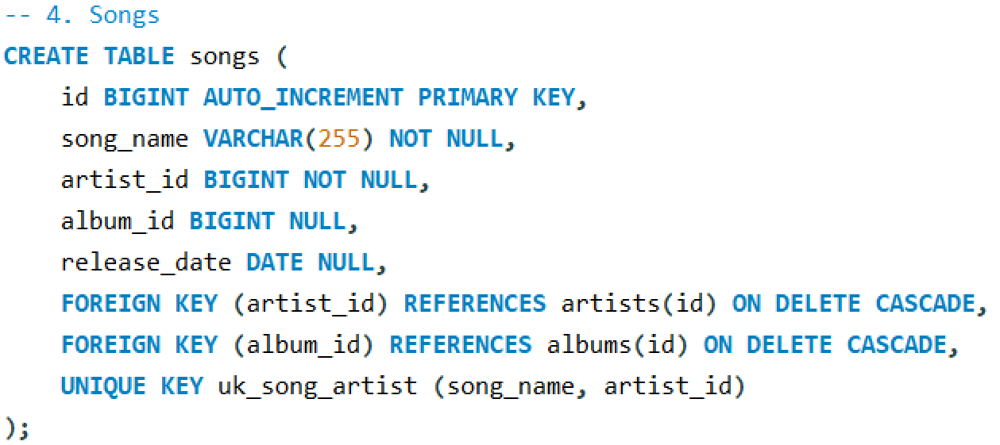 -- 4. Songs
CREATE TABLE songs (
    id BIGINT AUTO_INCREMENT PRIMARY KEY,
    song_name VARCHAR(255) NOT NULL,
    artist_id BIGINT NOT NULL,
    album_id BIGINT NULL,
    release_date DATE NULL,
    FOREIGN KEY (artist_id) REFERENCES artists(id) ON DELETE CASCADE,
    FOREIGN KEY (album_id) REFERENCES albums(id) ON DELETE CASCADE,
    UNIQUE KEY uk_song_artist (song_name, artist_id)
);